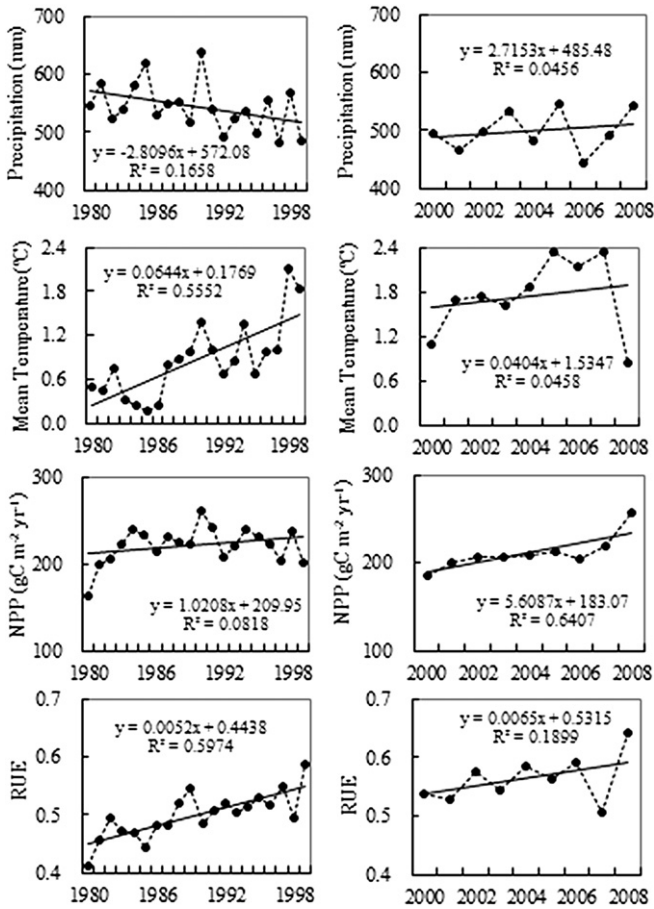 Precipitation (mm)
700
600
500
400
y = -2.8096x + 572.08
R² = 0.1658
1980 1986 1992 1998
Precipitation (mm)
700
600
500
400
y = 2.7153x + 485.48
R² = 0.0456
2000 2002 2004 2006 2008
Mean Temperature (℃)
2.4
1.8
1.2
0.6
0.0
y = 0.0644x + 0.1769
R² = 0.5552
1980 1986 1992 1998
Mean Temperature (℃)
2.4
1.8
1.2
0.6
0.0
y = 0.0404x + 1.5347
R² = 0.0458
2000 2002 2004 2006 2008
NPP (gC m⁻² yr⁻¹)
300
200
100
y = 1.0208x + 209.95
R² = 0.0818
1980 1986 1992 1998
NPP (gC m⁻² yr⁻¹)
300
200
100
y = 5.6087x + 183.07
R² = 0.6407
2000 2002 2004 2006 2008
RUE
0.7
0.6
0.5
0.4
y = 0.0052x + 0.4438
R² = 0.5974
1980 1986 1992 1998
RUE
0.7
0.6
0.5
0.4
y = 0.0065x + 0.5315
R² = 0.1899
2000 2002 2004 2006 2008